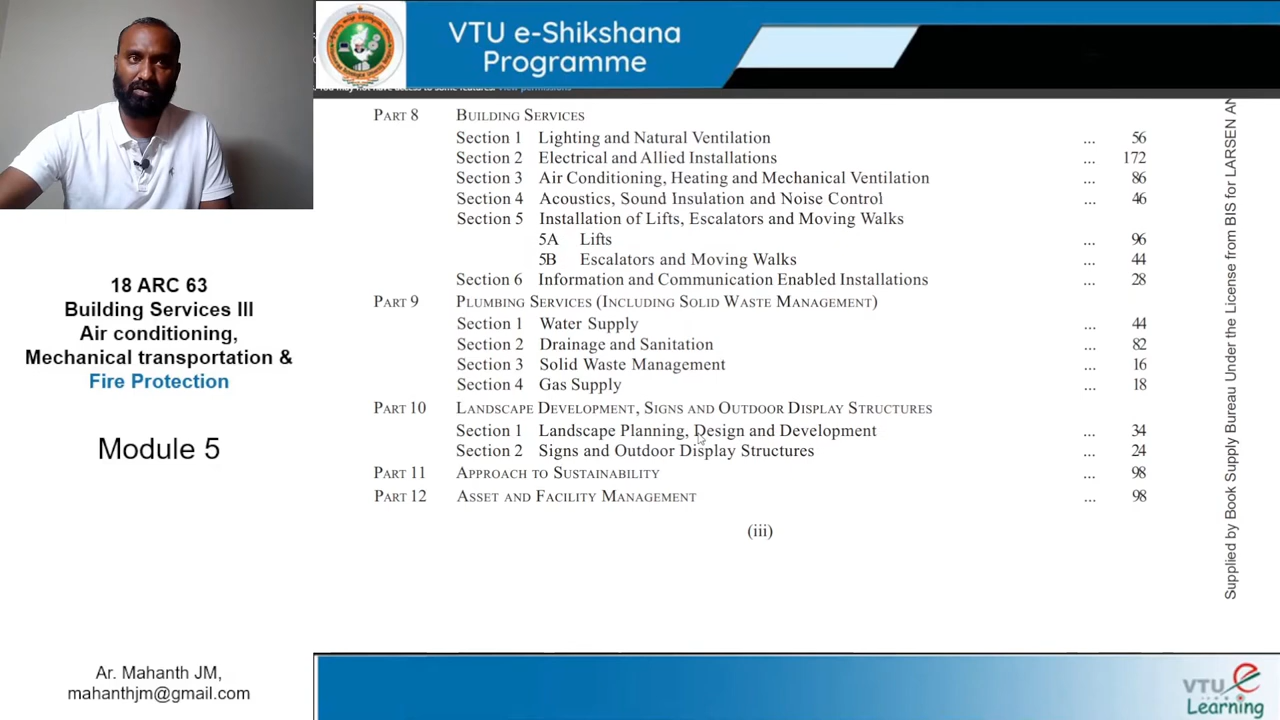 VTU e-Shikshana
Programme
PART 8 BUILDING SERVICES
Section 1 Lighting and Natural Ventilation ... 56
Section 2 Electrical and Allied Installations ... 172
Section 3 Air Conditioning, Heating and Mechanical Ventilation ... 86
Section 4 Acoustics, Sound Insulation and Noise Control ... 46
Section 5 Installation of Lifts, Escalators and Moving Walks
5A Lifts ... 96
5B Escalators and Moving Walks ... 44
Section 6 Information and Communication Enabled Installations ... 28
PART 9 PLUMBING SERVICES (INCLUDING SOLID WASTE MANAGEMENT)
Section 1 Water Supply ... 44
Section 2 Drainage and Sanitation ... 82
Section 3 Solid Waste Management ... 16
Section 4 Gas Supply ... 18
PART 10 LANDSCAPE DEVELOPMENT, SIGNS AND OUTDOOR DISPLAY STRUCTURES
Section 1 Landscape Planning, Design and Development ... 34
Section 2 Signs and Outdoor Display Structures ... 24
PART 11 APPROACH TO SUSTAINABILITY ... 98
PART 12 ASSET AND FACILITY MANAGEMENT ... 98
(iii)
Supplied by Book Supply Bureau Under the License from BIS for LARSEN AN
18 ARC 63
Building Services III
Air conditioning,
Mechanical transportation &
Fire Protection
Module 5
Ar. Mahanth JM,
mahanthjm@gmail.com
VTU e
Learning